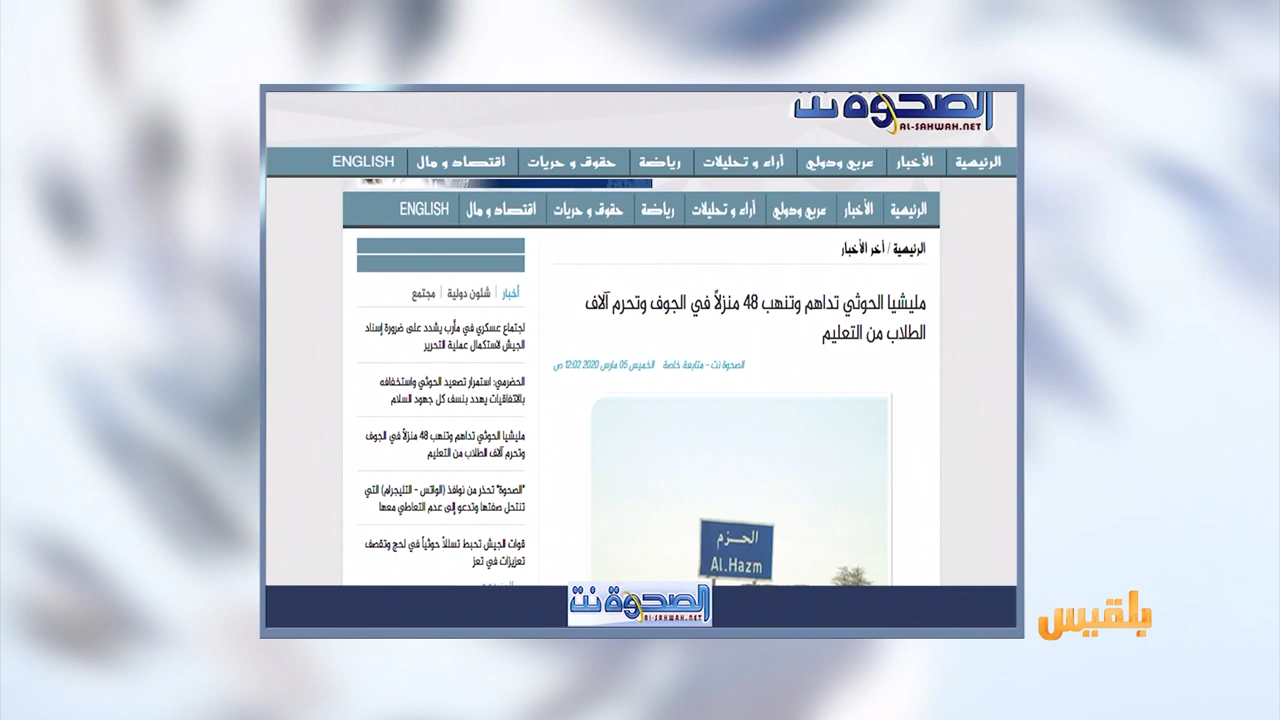 الصحوة نت
AL-SAHWAH.NET
الرئيسية الأخبار عربي ودولي آراء و تحليلات رياضة حقوق و حريات اقتصاد و مال ENGLISH
الرئيسية الأخبار عربي ودولي آراء و تحليلات رياضة حقوق و حريات اقتصاد و مال ENGLISH
الرئيسية / آخر الأخبار
مليشيا الحوثي تداهم وتنهب 48 منزلاً في الجوف وتحرم آلاف
الطلاب من التعليم
الصحوة نت - متابعة خاصة الخميس 05 مارس 2020 12:02 ص
الحزم
AL.Hazm
أخبار شئون دولية مجتمع
اجتماع عسكري في مأرب يشدد على ضرورة إسناد
الجيش لاستكمال عملية التحرير
الحضرمي: استمرار تصعيد الحوثي واستخفافه
بالاتفاقيات يهدد بنسف كل جهود السلام
مليشيا الحوثي تداهم وتنهب 48 منزلاً في الجوف
وتحرم آلاف الطلاب من التعليم
"الصحوة" تحذر من نوافذ (الواتس - التليجرام) التي
تنتحل صفتها وتدعو إلى عدم التعاطي معها
قوات الجيش تحبط تسللاً حوثياً في لحج وتقصف
تعزيزات في تعز
الصحوة نت
AL-SAHWAH.NET
بلقيس